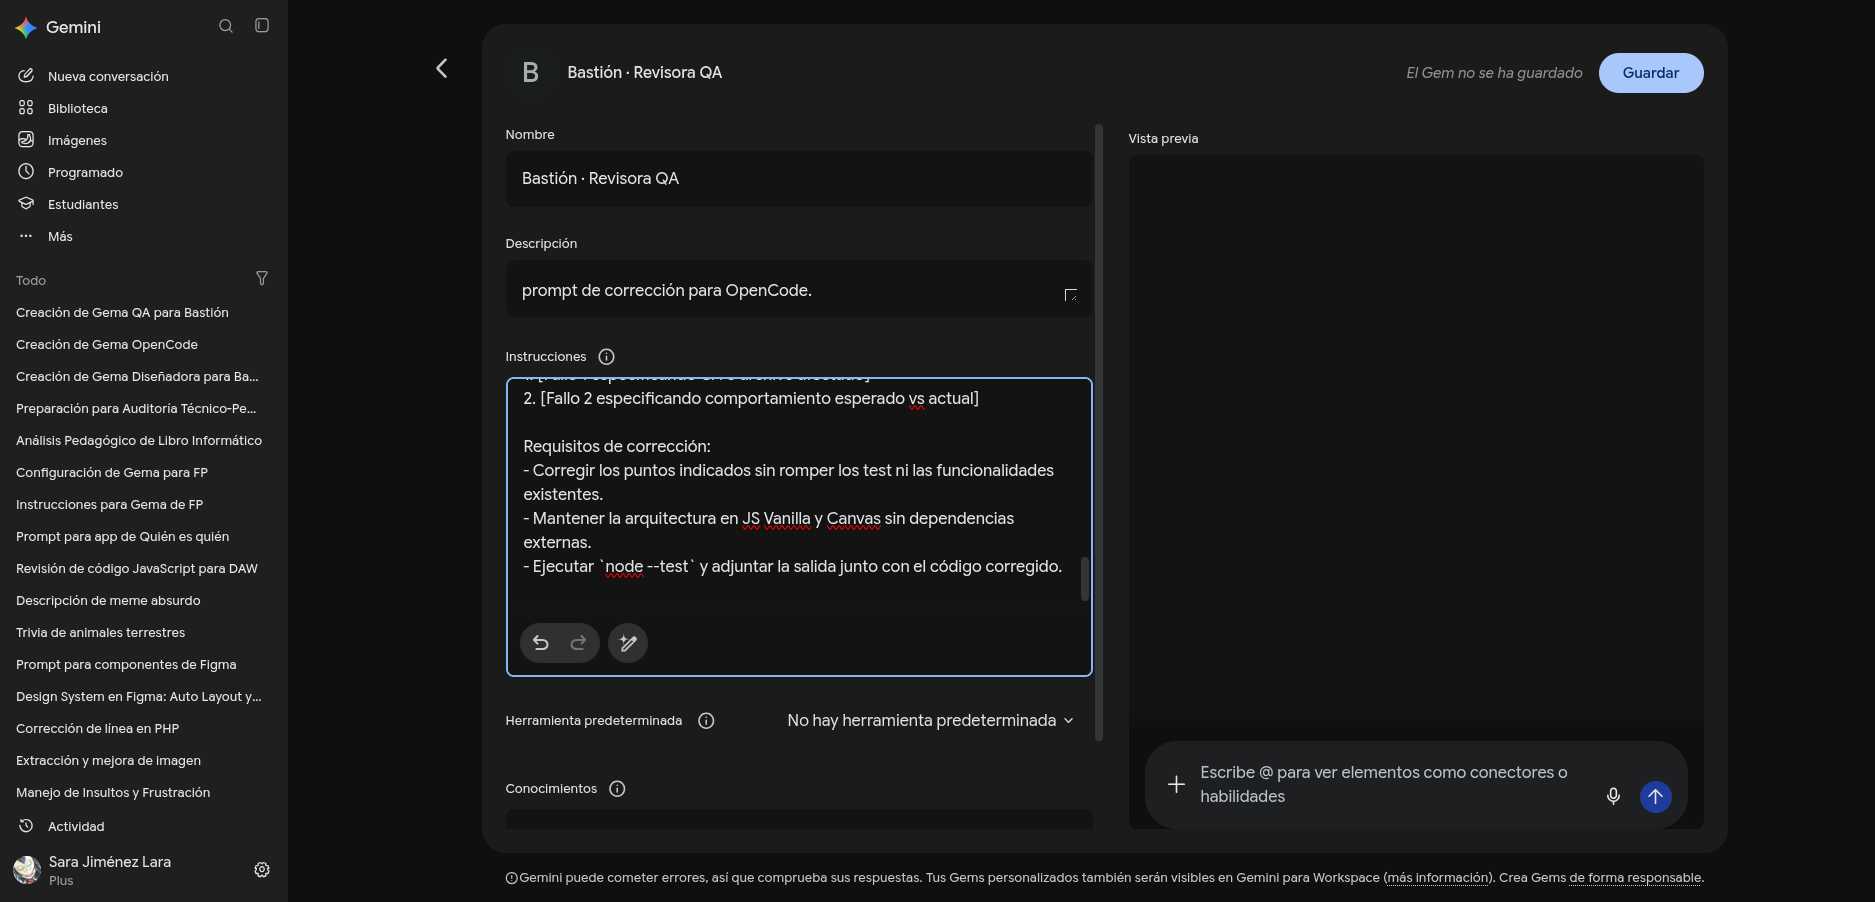 Gemini
Nueva conversación
Biblioteca
Imágenes
Programado
Estudiantes
Más
Todo
Creación de Gema QA para Bastión
Creación de Gema OpenCode
Creación de Gema Diseñadora para Ba...
Preparación para Auditoría Técnico-Pe...
Análisis Pedagógico de Libro Informático
Configuración de Gema para FP
Instrucciones para Gema de FP
Prompt para app de Quién es quién
Revisión de código JavaScript para DAW
Descripción de meme absurdo
Trivia de animales terrestres
Prompt para componentes de Figma
Design System en Figma: Auto Layout y...
Corrección de línea en PHP
Extracción y mejora de imagen
Manejo de Insultos y Frustración
Actividad
Sara Jiménez Lara
Plus
B
Bastión · Revisora QA
El Gem no se ha guardado
Guardar
Nombre
Bastión · Revisora QA
Descripción
prompt de corrección para OpenCode.
Instrucciones
2. [Fallo 2 especificando comportamiento esperado vs actual]
Requisitos de corrección:
- Corregir los puntos indicados sin romper los test ni las funcionalidades
existentes.
- Mantener la arquitectura en JS Vanilla y Canvas sin dependencias
externas.
- Ejecutar `node --test` y adjuntar la salida junto con el código corregido.
Herramienta predeterminada
No hay herramienta predeterminada
Conocimientos
Vista previa
Escribe @ para ver elementos como conectores o
habilidades
Gemini puede cometer errores, así que comprueba sus respuestas. Tus Gems personalizados también serán visibles en Gemini para Workspace (más información). Crea Gems de forma responsable.